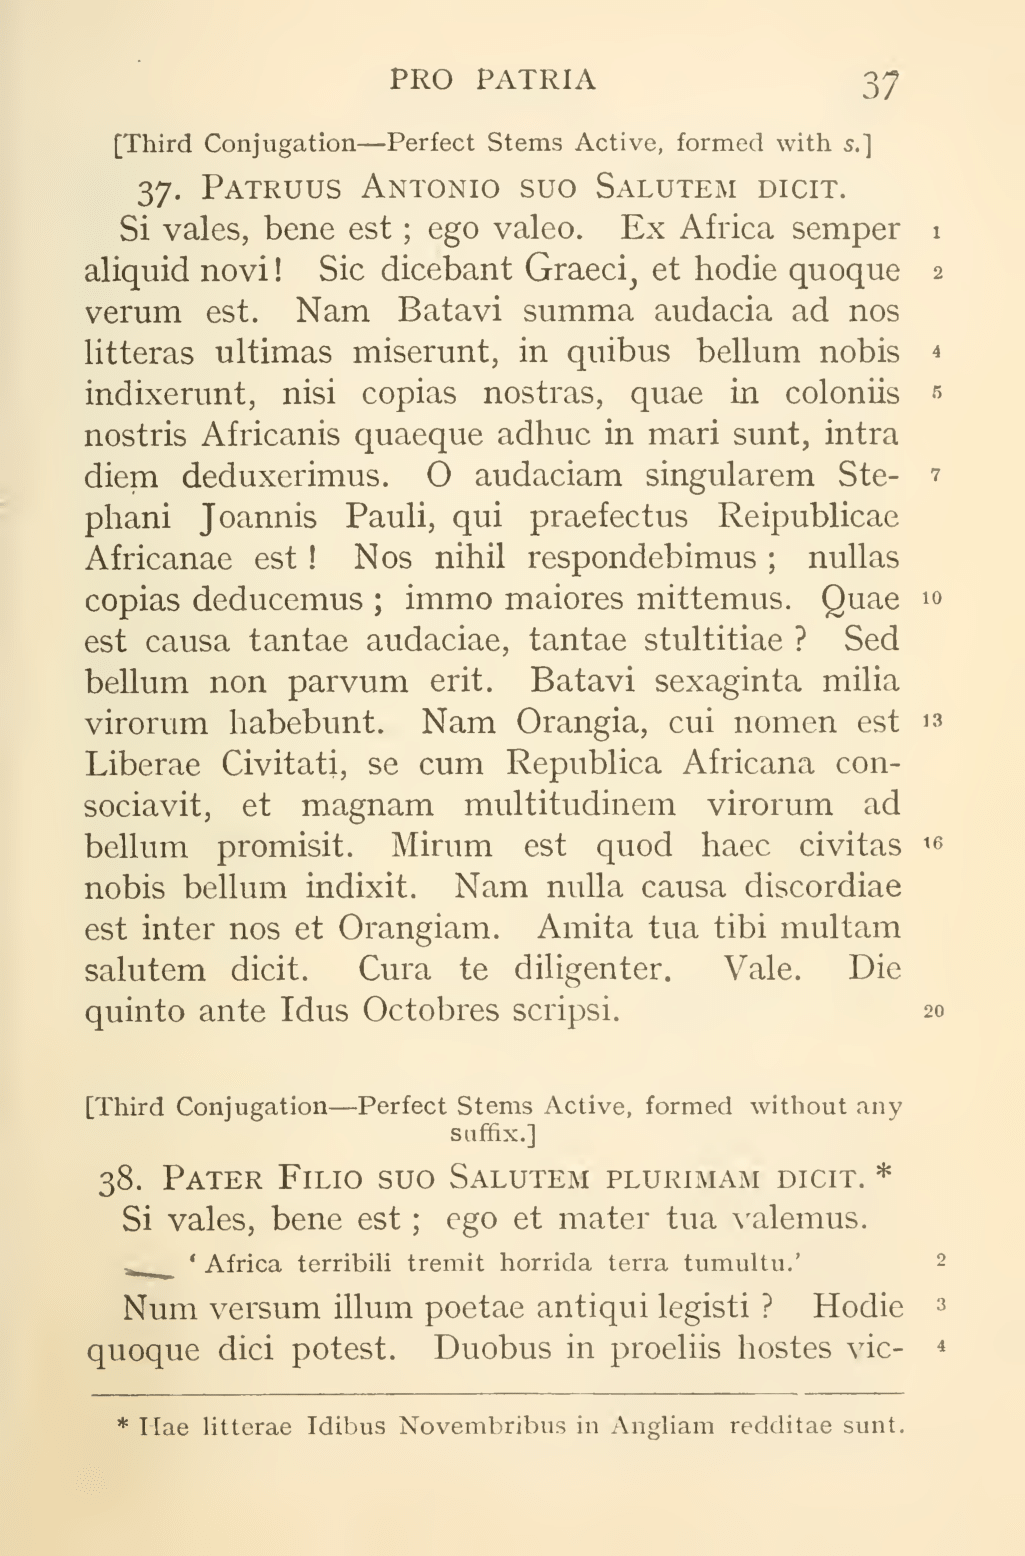 PRO PATRIA 37
[Third Conjugation—Perfect Stems Active, formed with s.]
37. PATRUUS ANTONIO SUO SALUTEM DICIT.
Si vales, bene est ; ego valeo. Ex Africa semper 1
aliquid novi ! Sic dicebant Graeci, et hodie quoque 2
verum est. Nam Batavi summa audacia ad nos
litteras ultimas miserunt, in quibus bellum nobis 4
indixerunt, nisi copias nostras, quae in coloniis 5
nostris Africanis quaeque adhuc in mari sunt, intra
diem deduxerimus. O audaciam singularem Ste- 7
phani Joannis Pauli, qui praefectus Reipublicae
Africanae est ! Nos nihil respondebimus ; nullas
copias deducemus ; immo maiores mittemus. Quae 10
est causa tantae audaciae, tantae stultitiae ? Sed
bellum non parvum erit. Batavi sexaginta milia
virorum habebunt. Nam Orangia, cui nomen est 13
Liberae Civitati, se cum Republica Africana con-
sociavit, et magnam multitudinem virorum ad
bellum promisit. Mirum est quod haec civitas 16
nobis bellum indixit. Nam nulla causa discordiae
est inter nos et Orangiam. Amita tua tibi multam
salutem dicit. Cura te diligenter. Vale. Die
quinto ante Idus Octobres scripsi. 20
[Third Conjugation—Perfect Stems Active, formed without any
suffix.]
38. PATER FILIO SUO SALUTEM PLURIMAM DICIT. *
Si vales, bene est ; ego et mater tua valemus.
‘ Africa terribili tremit horrida terra tumultu.’ 2
Num versum illum poetae antiqui legisti ? Hodie 3
quoque dici potest. Duobus in proeliis hostes vic- 4
* Hae litterae Idibus Novembribus in Angliam redditae sunt.